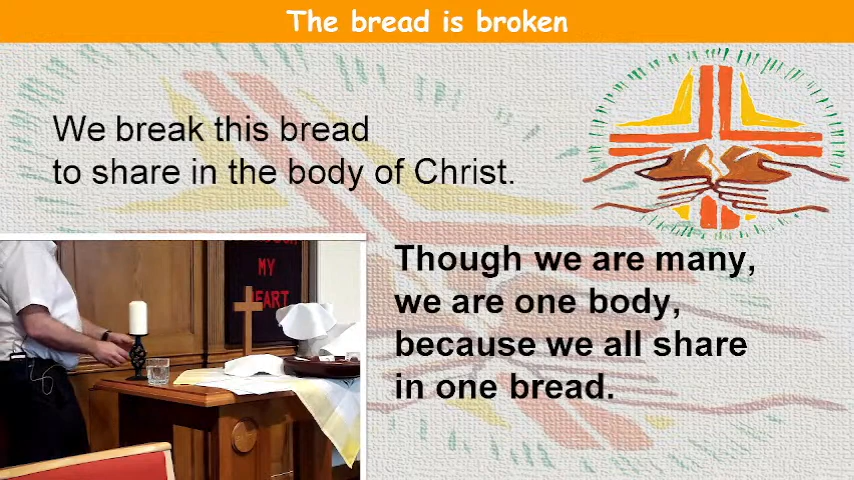 The bread is broken
We break this bread
to share in the body of Christ.
MY
Though we are many,
we are one body,
because we all share
in one bread.